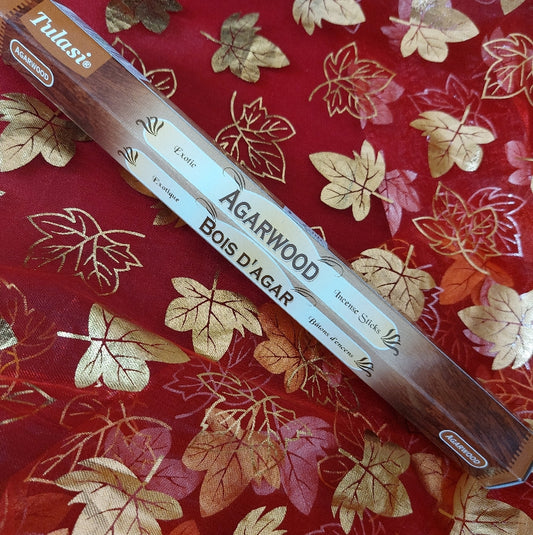 Tulasi®
AGARWOOD
Exotic
AGARWOOD
Incense Sticks
Exotique
BOIS D'AGAR
Bâtons d'encens
AGARWOOD